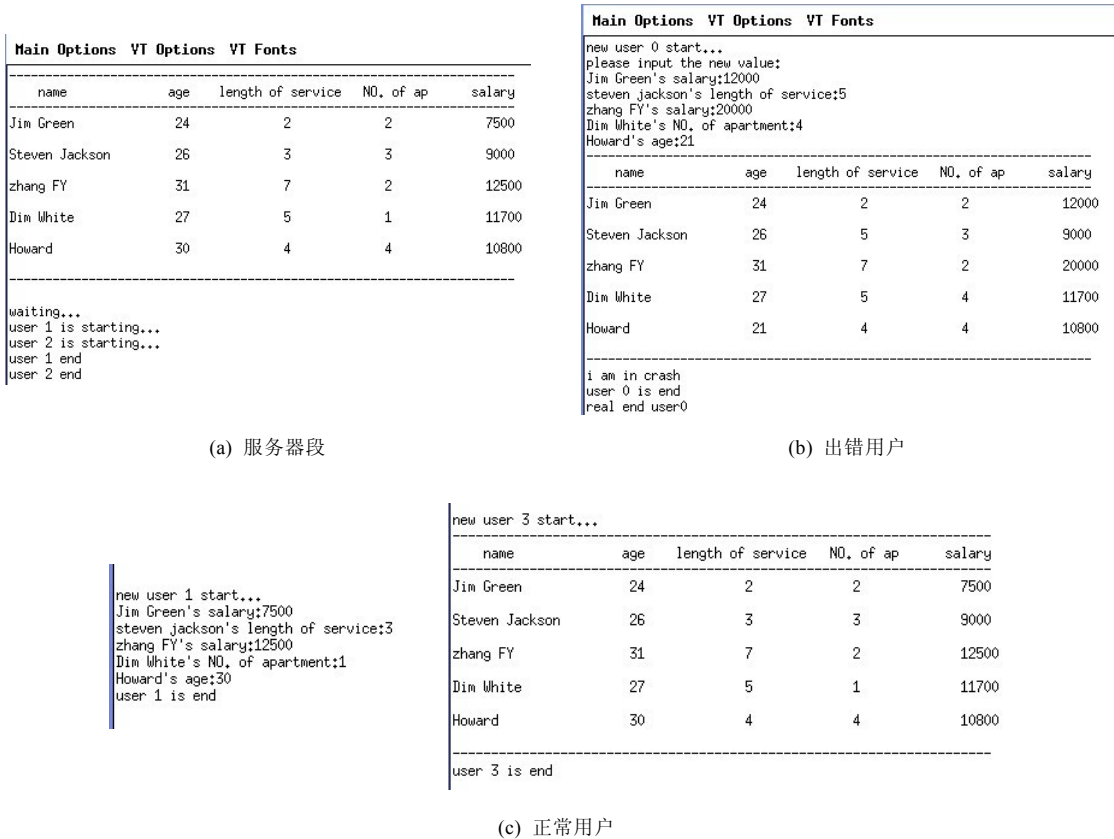 Main Options VT Options VT Fonts
name age length of service NO. of ap salary
Jim Green 24 2 2 7500
Steven Jackson 26 3 3 9000
zhang FY 31 7 2 12500
Dim White 27 5 1 11700
Howard 30 4 4 10800
waiting...
user 1 is starting...
user 2 is starting...
user 1 end
user 2 end
(a) 服务器段
Main Options VT Options VT Fonts
new user 0 start...
please input the new value:
Jim Green's salary:12000
steven jackson's length of service:5
zhang FY's salary:20000
Dim White's NO. of apartment:4
Howard's age:21
name age length of service NO. of ap salary
Jim Green 24 2 2 12000
Steven Jackson 26 5 3 9000
zhang FY 31 7 2 20000
Dim White 27 5 4 11700
Howard 21 4 4 10800
i am in crash
user 0 is end
real end user0
(b) 出错用户
new user 1 start...
Jim Green's salary:7500
steven jackson's length of service:3
zhang FY's salary:12500
Dim White's NO. of apartment:1
Howard's age:30
user 1 is end
new user 3 start...
name age length of service NO. of ap salary
Jim Green 24 2 2 7500
Steven Jackson 26 3 3 9000
zhang FY 31 7 2 12500
Dim White 27 5 1 11700
Howard 30 4 4 10800
user 3 is end
(c) 正常用户